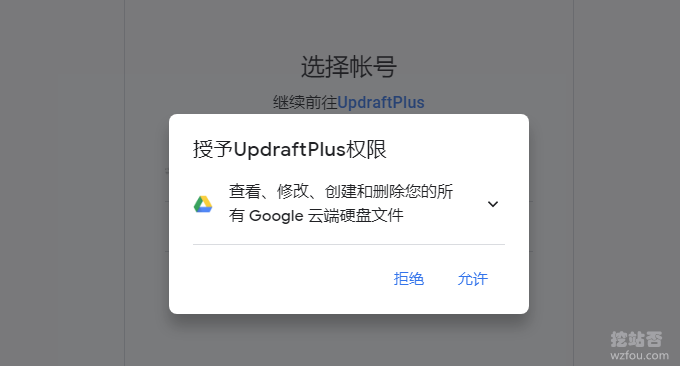 选择帐号
继续前往UpdraftPlus
授予UpdraftPlus权限
查看、修改、创建和删除您的所
有 Google 云端硬盘文件
拒绝 允许
挖站否
wzfou.com